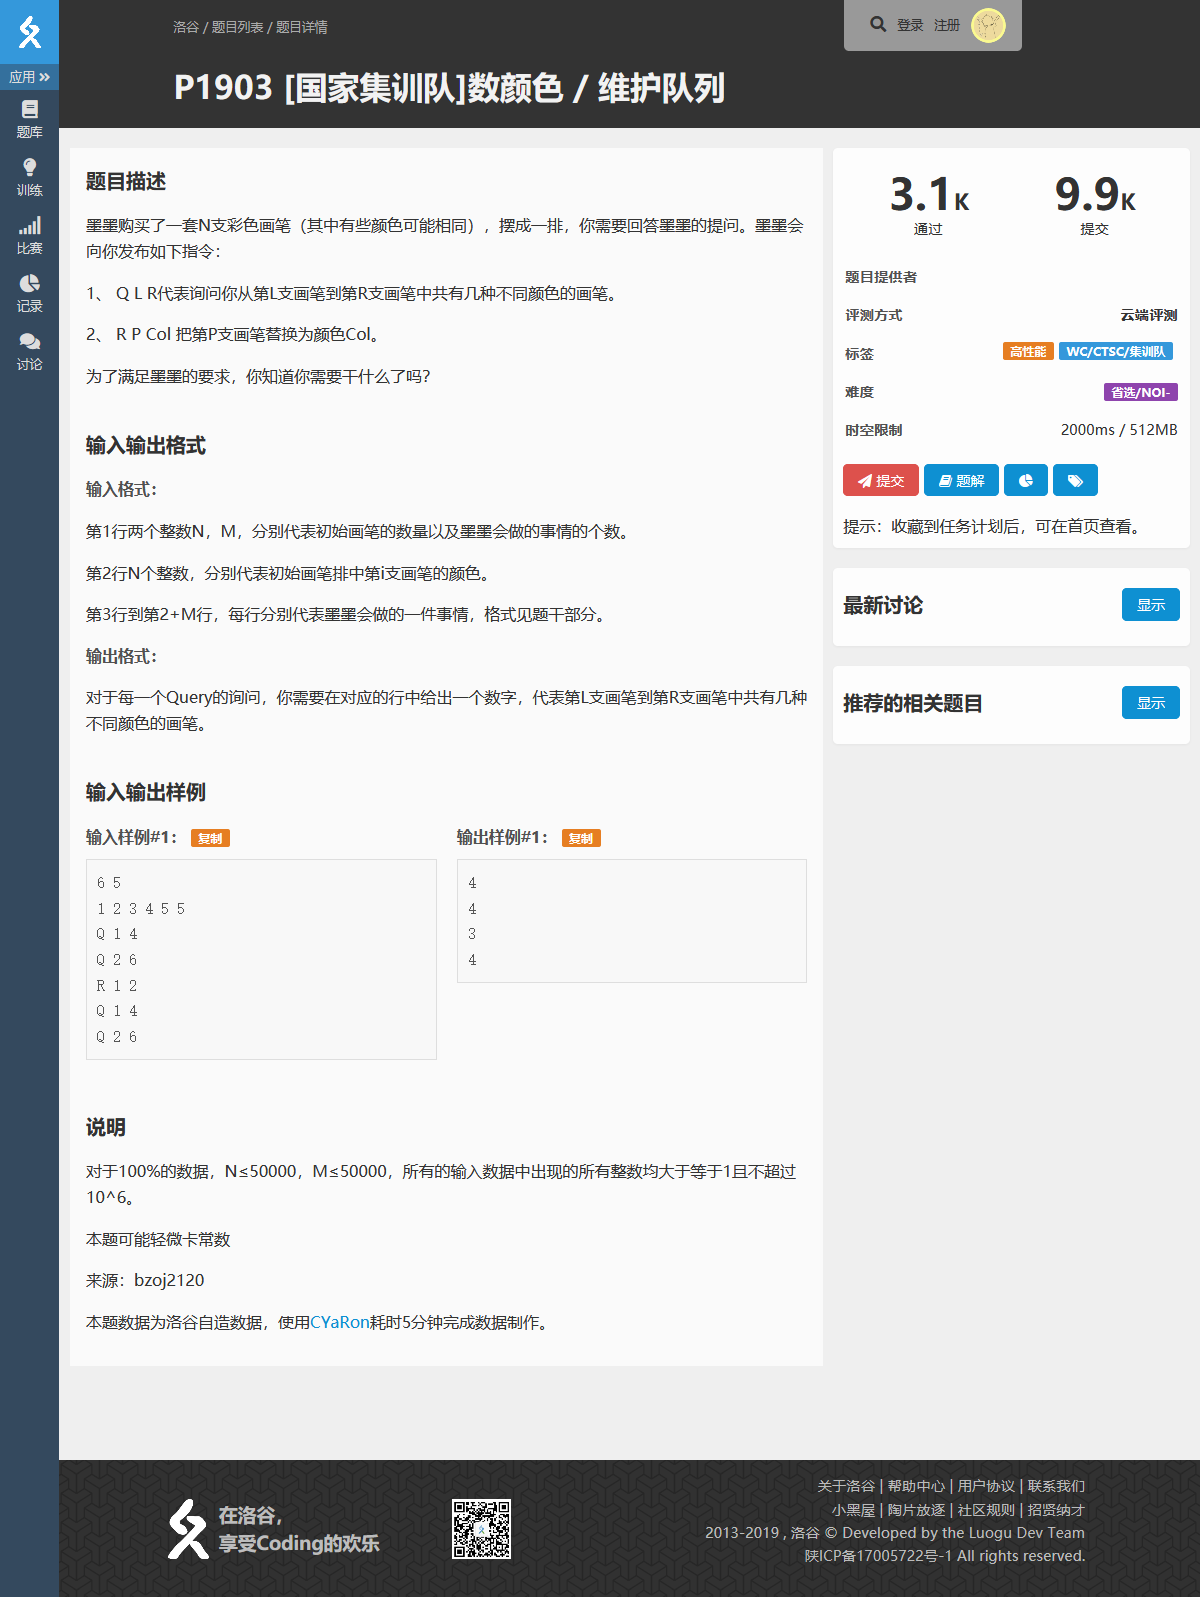 洛谷 / 题目列表 / 题目详情
登录 注册
P1903 [国家集训队]数颜色 / 维护队列
应用
题库
训练
比赛
记录
讨论
题目描述
墨墨购买了一套N支彩色画笔（其中有些颜色可能相同），摆成一排，你需要回答墨墨的提问。墨墨会
向你发布如下指令：
1、 Q L R代表询问你从第L支画笔到第R支画笔中共有几种不同颜色的画笔。
2、 R P Col 把第P支画笔替换为颜色Col。
为了满足墨墨的要求，你知道你需要干什么了吗？
输入输出格式
输入格式：
第1行两个整数N，M，分别代表初始画笔的数量以及墨墨会做的事情的个数。
第2行N个整数，分别代表初始画笔排中第i支画笔的颜色。
第3行到第2+M行，每行分别代表墨墨会做的一件事情，格式见题干部分。
输出格式：
对于每一个Query的询问，你需要在对应的行中给出一个数字，代表第L支画笔到第R支画笔中共有几种
不同颜色的画笔。
输入输出样例
输入样例#1： 复制
6 5
1 2 3 4 5 5
Q 1 4
Q 2 6
R 1 2
Q 1 4
Q 2 6
输出样例#1： 复制
4
4
3
4
说明
对于100%的数据，N≤50000，M≤50000，所有的输入数据中出现的所有整数均大于等于1且不超过
10^6。
本题可能轻微卡常数
来源：bzoj2120
本题数据为洛谷自造数据，使用CYaRon耗时5分钟完成数据制作。
3.1K 9.9K
通过 提交
题目提供者
评测方式 云端评测
标签 高性能 WC/CTSC/集训队
难度 省选/NOI-
时空限制 2000ms / 512MB
提交 题解
提示：收藏到任务计划后，可在首页查看。
最新讨论 显示
推荐的相关题目 显示
在洛谷，
享受Coding的欢乐
关于洛谷 | 帮助中心 | 用户协议 | 联系我们
小黑屋 | 陶片放逐 | 社区规则 | 招贤纳才
2013-2019 , 洛谷 © Developed by the Luogu Dev Team
陕ICP备17005722号-1 All rights reserved.